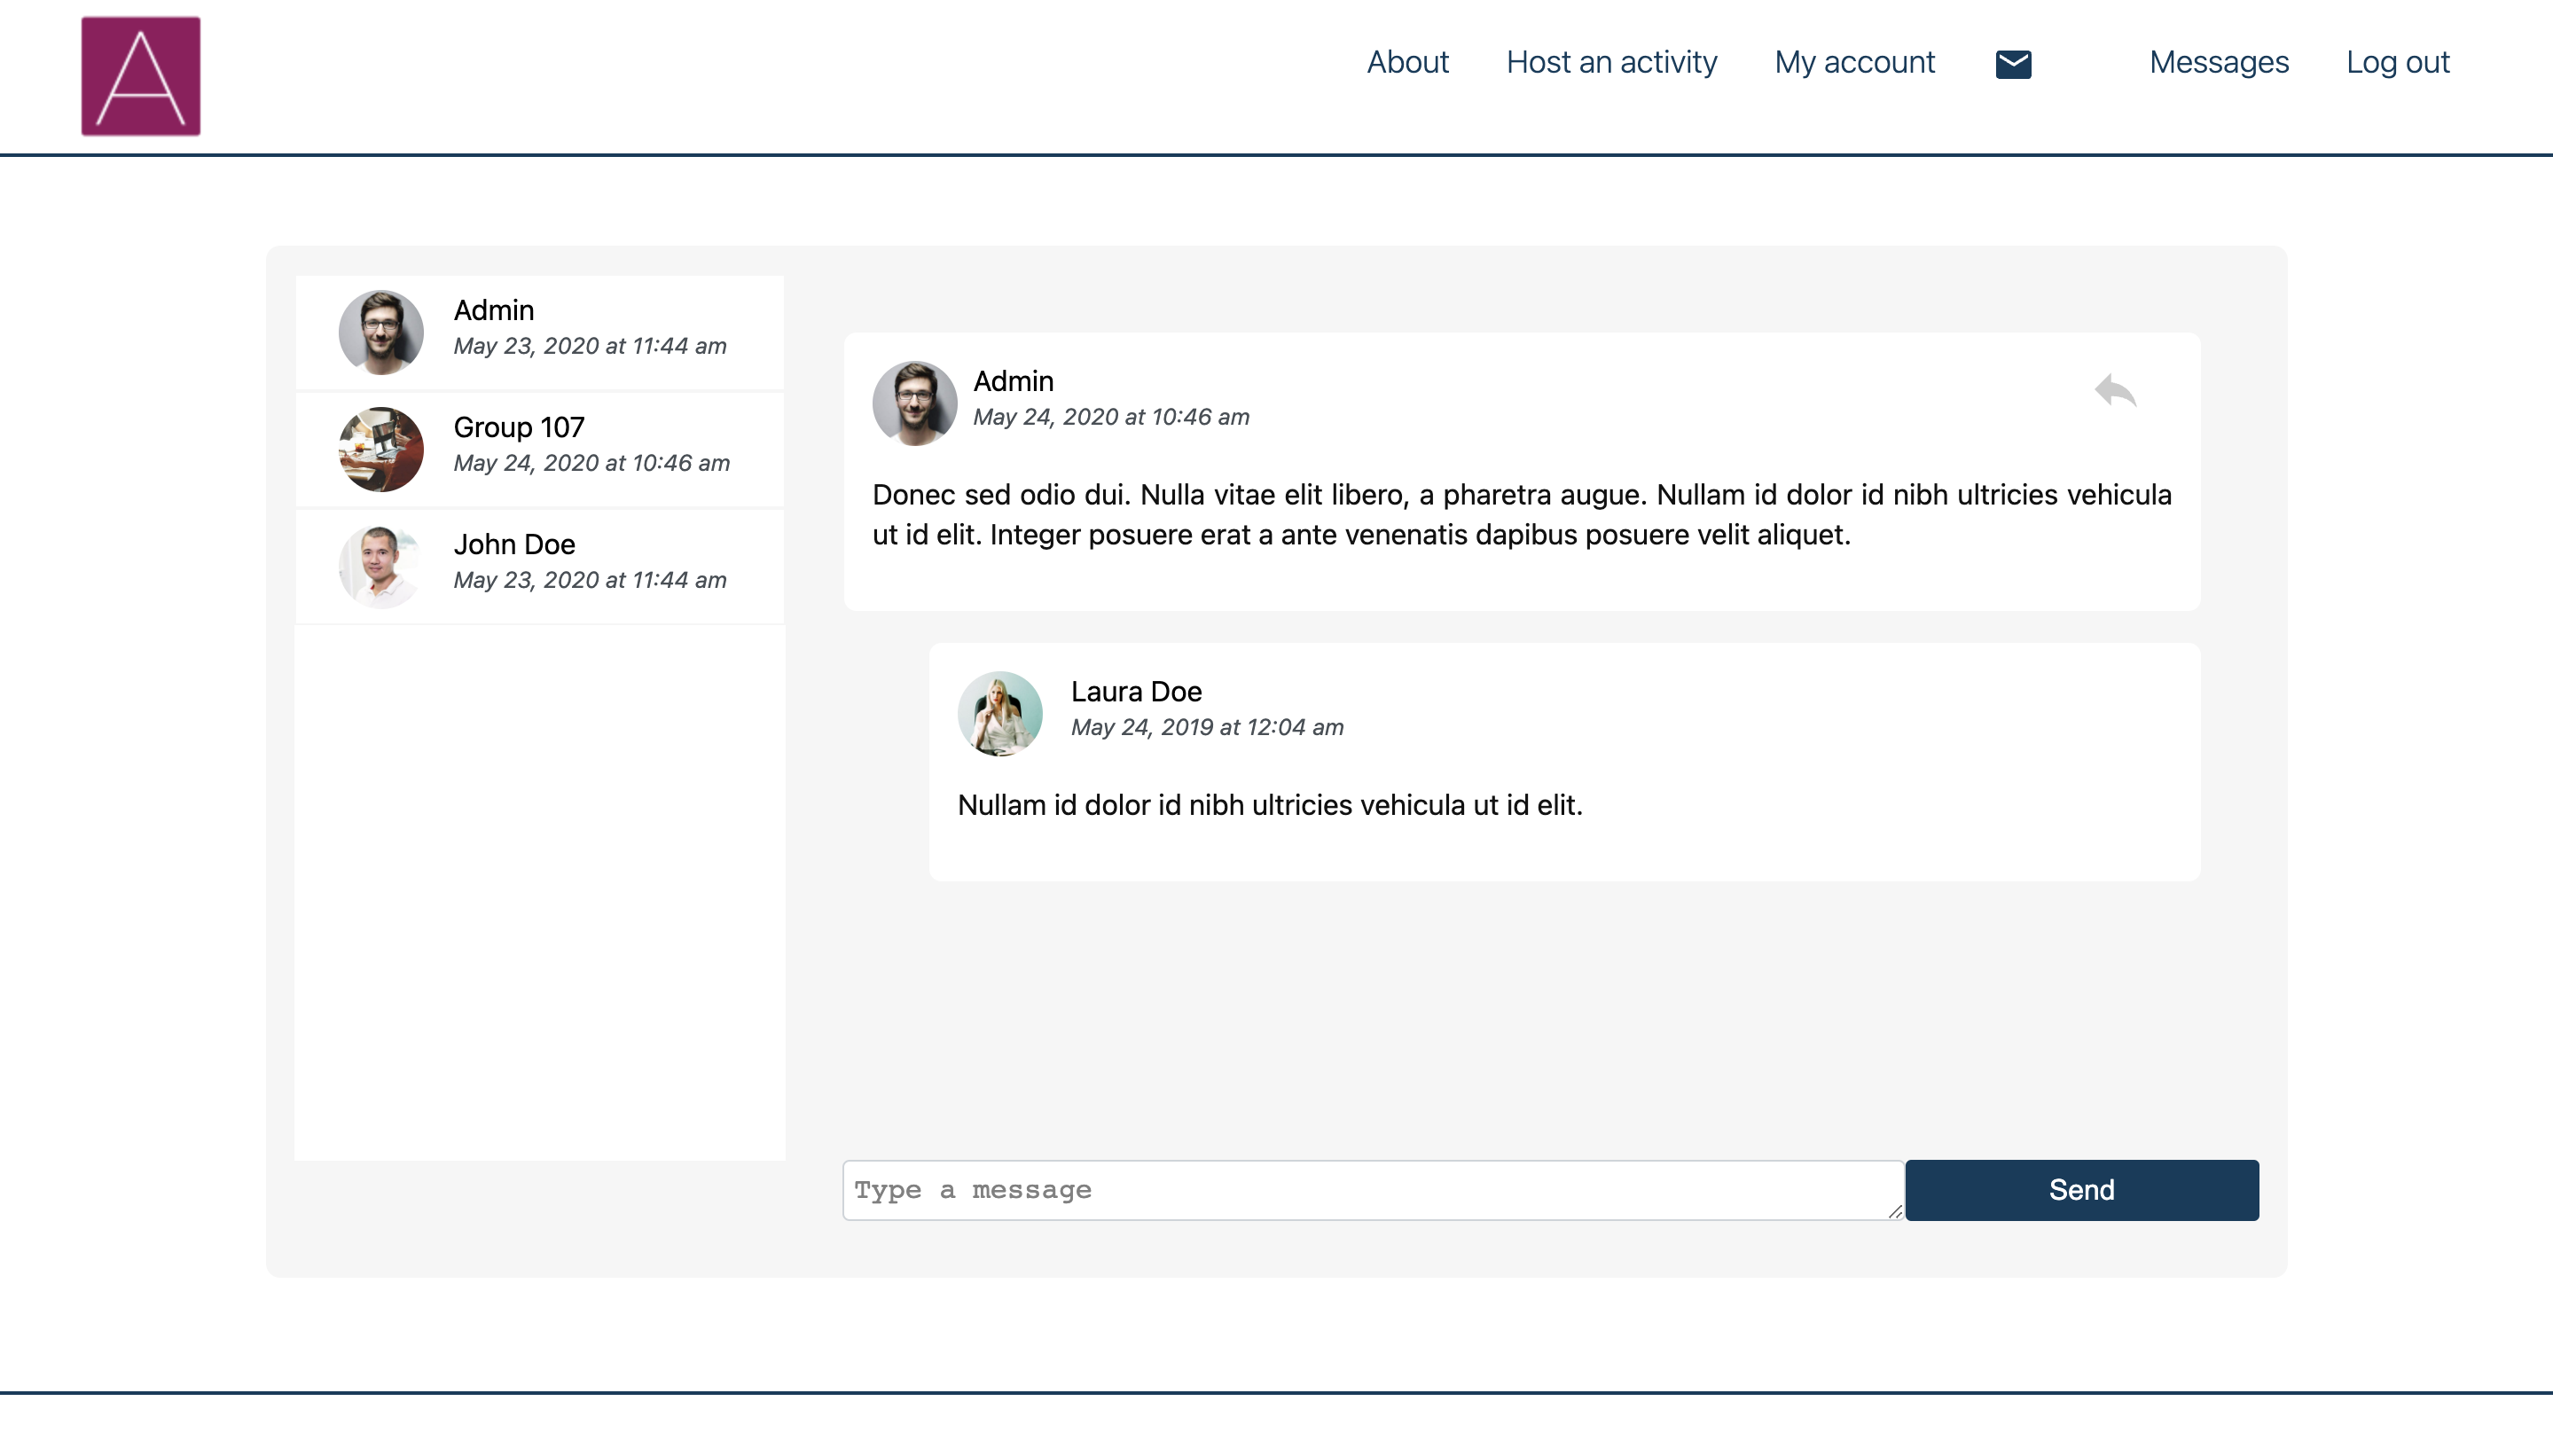 A
About Host an activity My account Messages Log out
Admin
May 23, 2020 at 11:44 am
Group 107
May 24, 2020 at 10:46 am
John Doe
May 23, 2020 at 11:44 am
Admin
May 24, 2020 at 10:46 am
Donec sed odio dui. Nulla vitae elit libero, a pharetra augue. Nullam id dolor id nibh ultricies vehicula
ut id elit. Integer posuere erat a ante venenatis dapibus posuere velit aliquet.
Laura Doe
May 24, 2019 at 12:04 am
Nullam id dolor id nibh ultricies vehicula ut id elit.
Type a message
Send